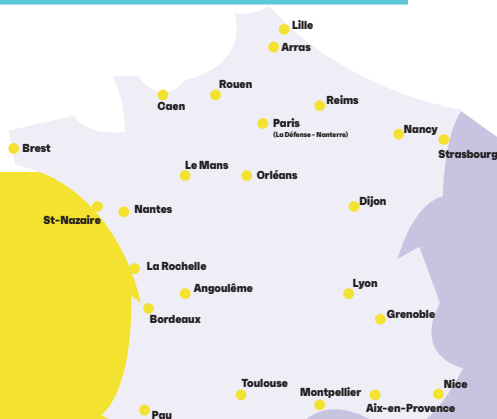 Lille
Arras
Rouen
Caen
Reims
Paris
(La Défense - Nanterre)
Nancy
Strasbourg
Brest
Le Mans
Orléans
Dijon
St-Nazaire
Nantes
La Rochelle
Angoulême
Lyon
Bordeaux
Grenoble
Toulouse
Montpellier
Nice
Aix-en-Provence
Pau